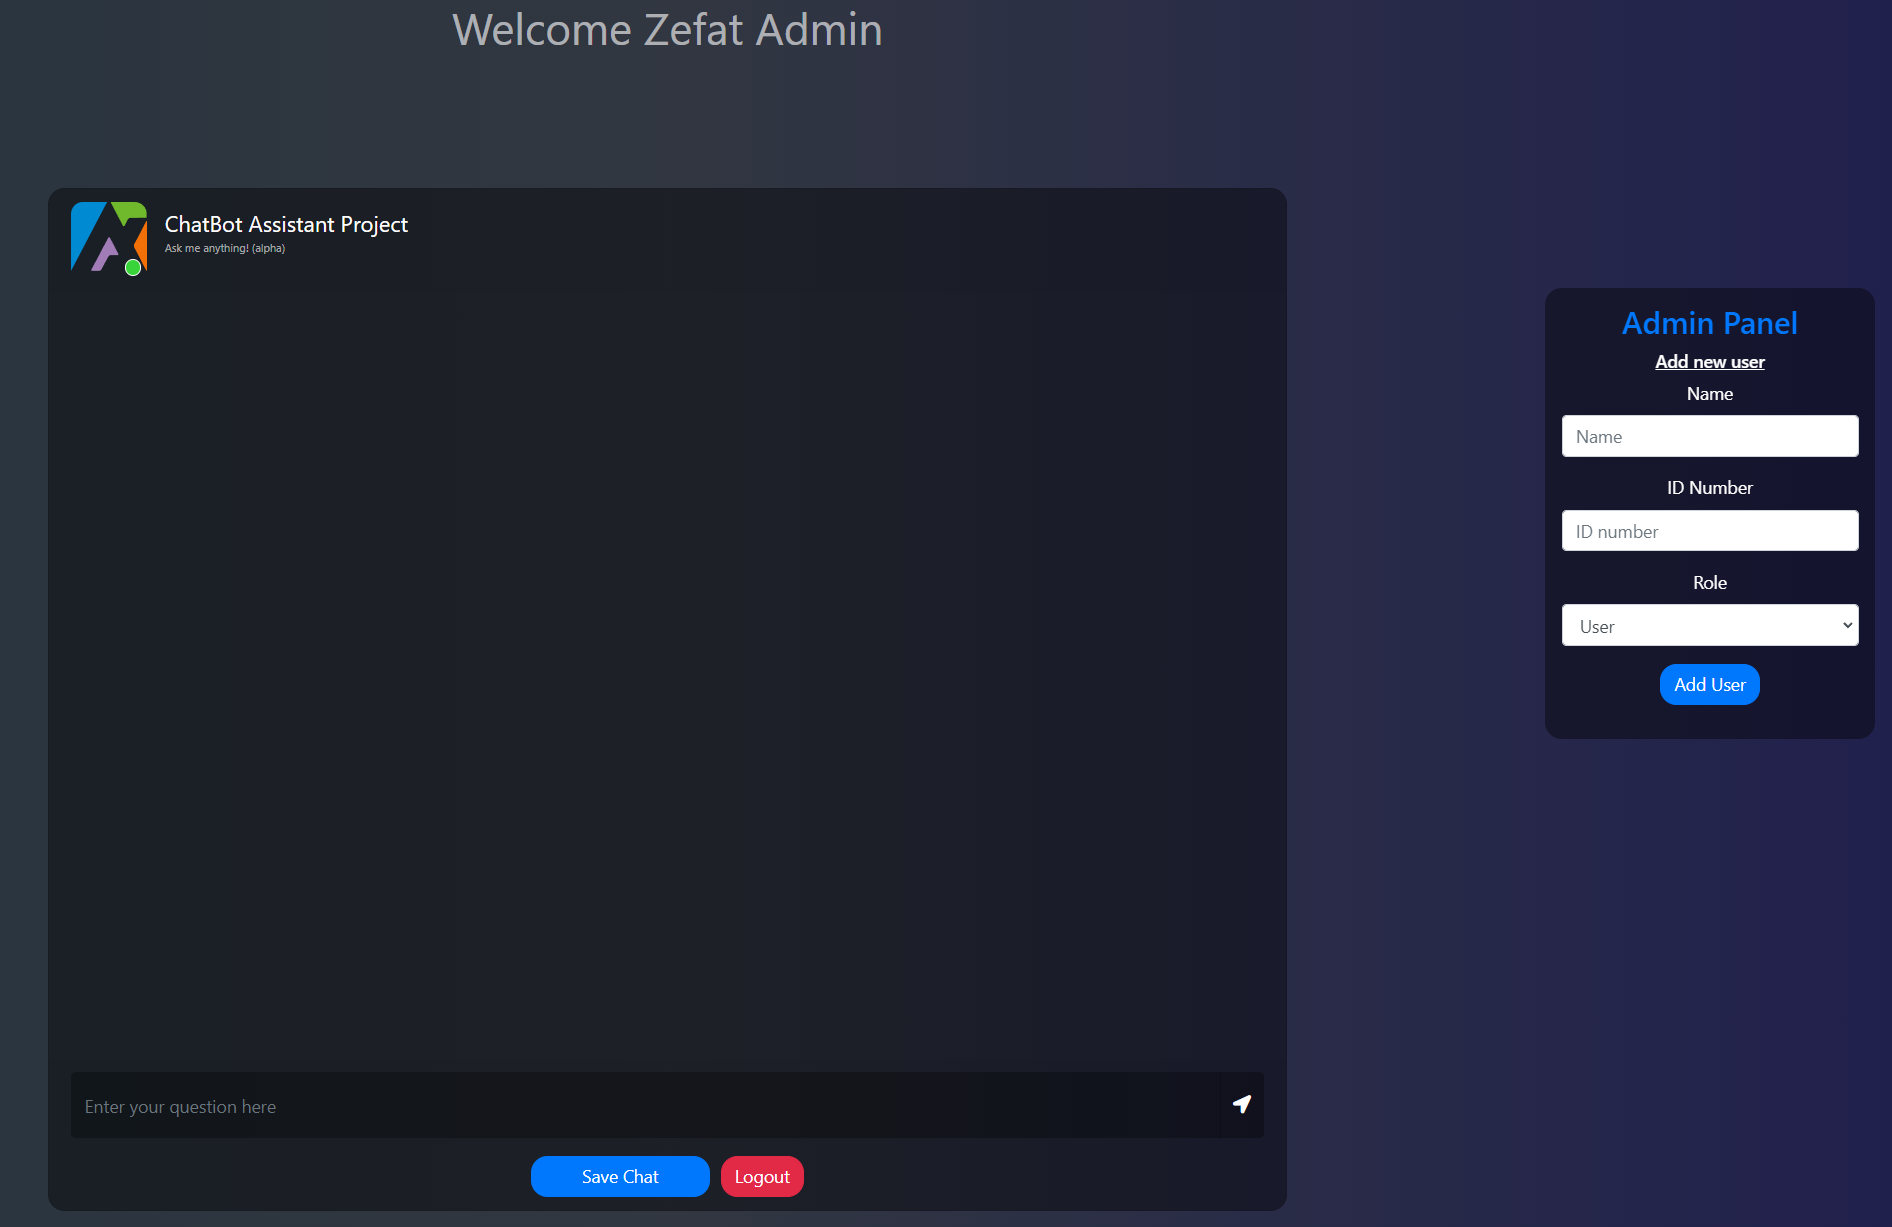 Welcome Zefat Admin
ChatBot Assistant Project
Ask me anything! (alpha)
Admin Panel
Add new user
Name
Name
ID Number
ID number
Role
User
Add User
Enter your question here
Save Chat
Logout